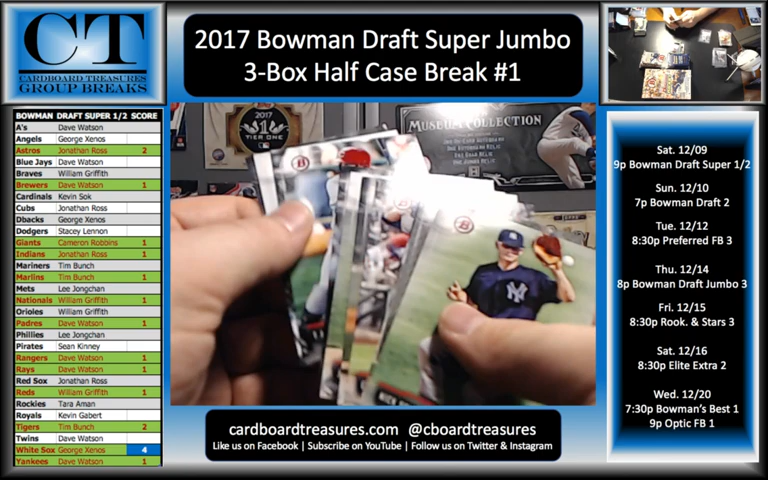 CT
CARDBOARD TREASURES
GROUP BREAKS
2017 Bowman Draft Super Jumbo
3-Box Half Case Break #1
BOWMAN DRAFT SUPER 1/2 SCORE
A's Dave Watson
Angels George Xenos
Astros Jonathan Ross 2
Blue Jays Dave Watson
Braves William Griffith
Brewers Dave Watson 1
Cardinals Kevin Sok
Cubs Jonathan Ross
Dbacks George Xenos
Dodgers Stacey Lennon
Giants Cameron Robbins 1
Indians Jonathan Ross 1
Mariners Tim Bunch
Marlins Tim Bunch 1
Mets Lee Jongchan
Nationals William Griffith 1
Orioles William Griffith
Padres Dave Watson 1
Phillies Lee Jongchan
Pirates Sean Kinney
Rangers Dave Watson 1
Rays Dave Watson 1
Red Sox Jonathan Ross
Reds William Griffith 1
Rockies Tara Aman
Royals Kevin Gabert
Tigers Tim Bunch 2
Twins Dave Watson
White Sox George Xenos 4
Yankees Dave Watson 1
2017
TIER ONE
MUSEUM COLLECTION
B
B
NY
Sat. 12/09
9p Bowman Draft Super 1/2
Sun. 12/10
7p Bowman Draft 2
Tue. 12/12
8:30p Preferred FB 3
Thu. 12/14
8p Bowman Draft Jumbo 3
Fri. 12/15
8:30p Rook. & Stars 3
Sat. 12/16
8:30p Elite Extra 2
Wed. 12/20
7:30p Bowman's Best 1
9p Optic FB 1
cardboardtreasures.com @cboardtreasures
Like us on Facebook | Subscribe on YouTube | Follow us on Twitter & Instagram